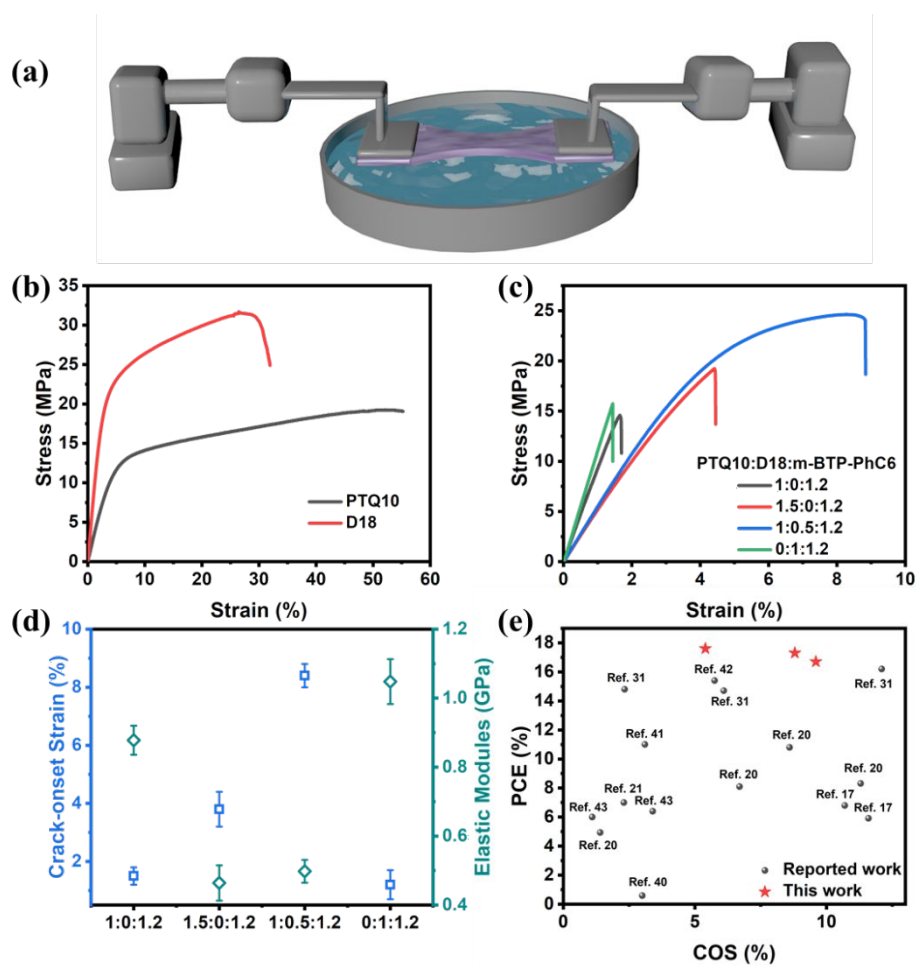 (a)
(b)
35
30
25
20
15
10
5
0
Stress (MPa)
0 10 20 30 40 50 60
Strain (%)
PTQ10
D18
(c)
25
20
15
10
5
0
Stress (MPa)
0 2 4 6 8 10
Strain (%)
PTQ10:D18:m-BTP-PhC6
1:0:1.2
1.5:0:1.2
1:0.5:1.2
0:1:1.2
(d)
10
8
6
4
2
Crack-onset Strain (%)
1.2
1.0
0.8
0.6
0.4
Elastic Modules (GPa)
1:0:1.2 1.5:0:1.2 1:0.5:1.2 0:1:1.2
(e)
18
16
14
12
10
8
6
4
2
0
PCE (%)
0 5 10
COS (%)
Ref. 31
Ref. 42
Ref. 31
Ref. 31
Ref. 41
Ref. 20
Ref. 20
Ref. 20
Ref. 21
Ref. 43
Ref. 43
Ref. 17
Ref. 17
Ref. 20
Ref. 40
Reported work
This work